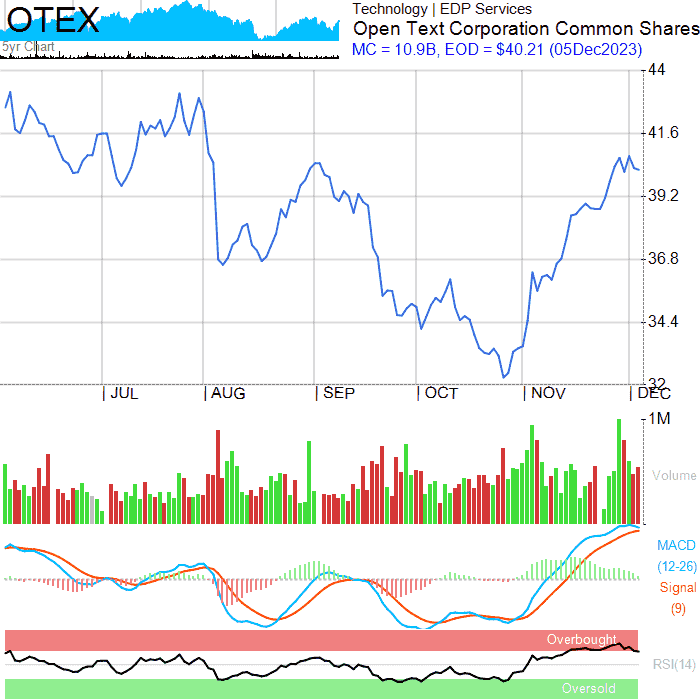 OTEX
5yr Chart
Technology | EDP Services
Open Text Corporation Common Shares
MC = 10.9B, EOD = $40.21 (05Dec2023)
44
41.6
39.2
36.8
34.4
32
| JUL | AUG | SEP | OCT | NOV | DEC
1M
Volume
MACD
(12-26)
Signal
(9)
Overbought
RSI(14)
Oversold